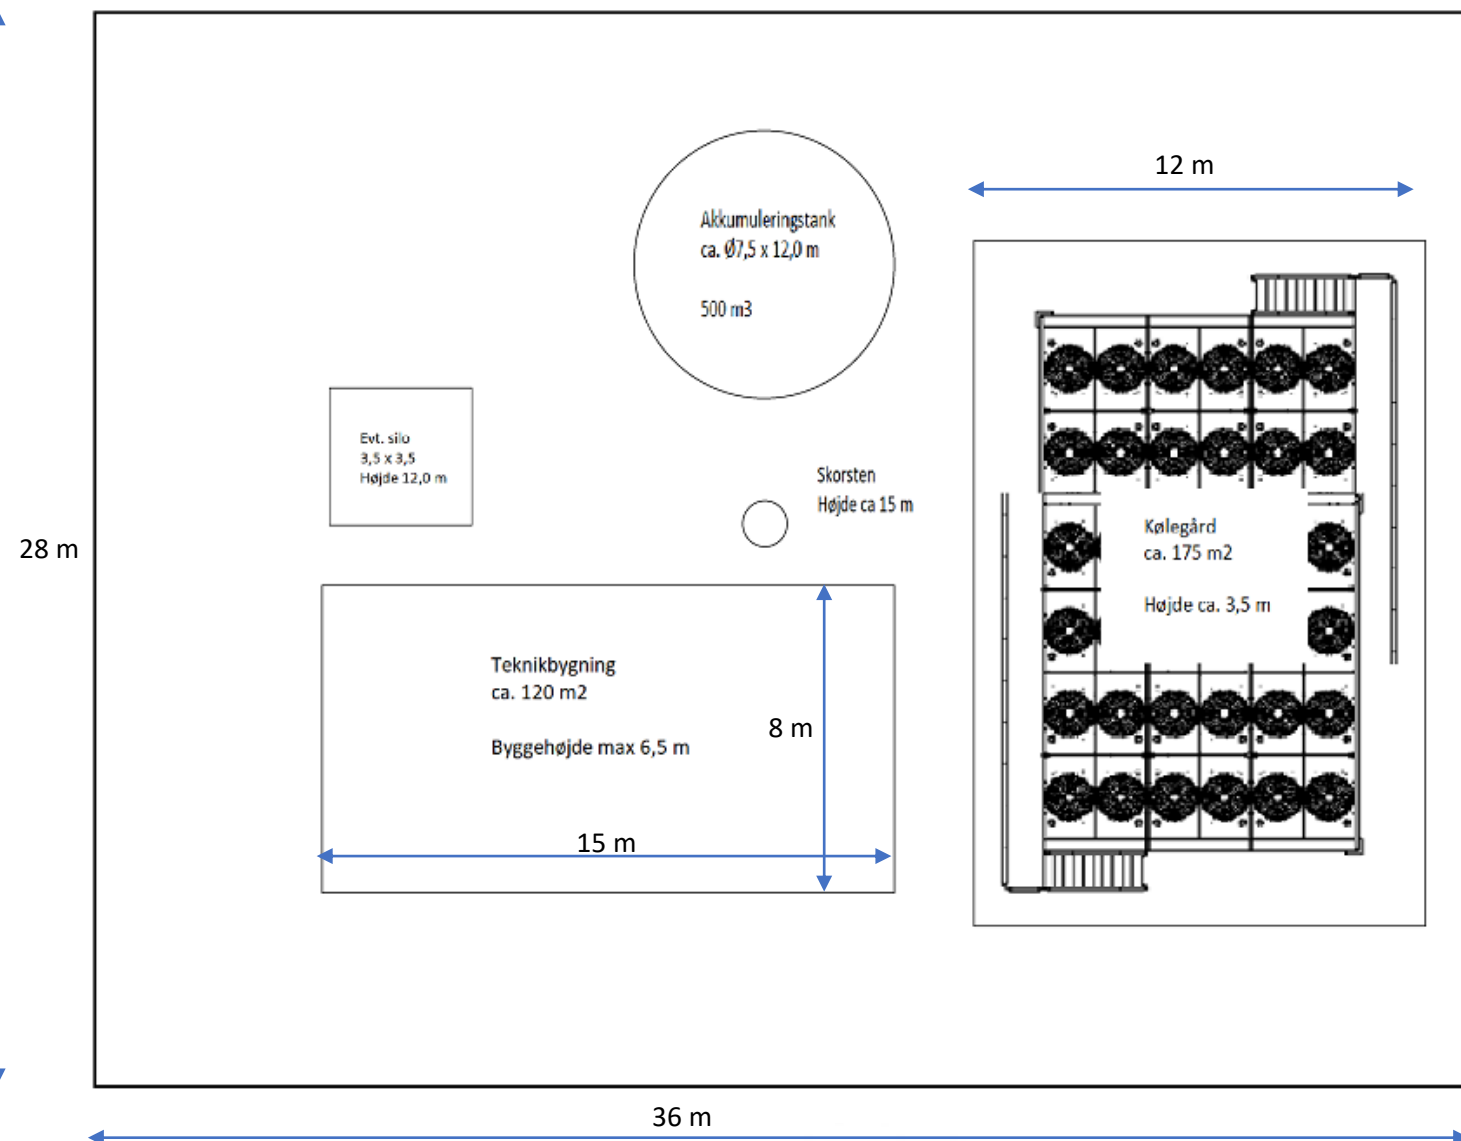 12 m
Akkumuleringstank
ca. Ø7,5 x 12,0 m
500 m3
Evt. silo
3,5 x 3,5
Højde 12,0 m
Skorsten
Højde ca 15 m
Kølegård
ca. 175 m2
Højde ca. 3,5 m
28 m
Teknikbygning
ca. 120 m2
Byggehøjde max 6,5 m
8 m
15 m
36 m